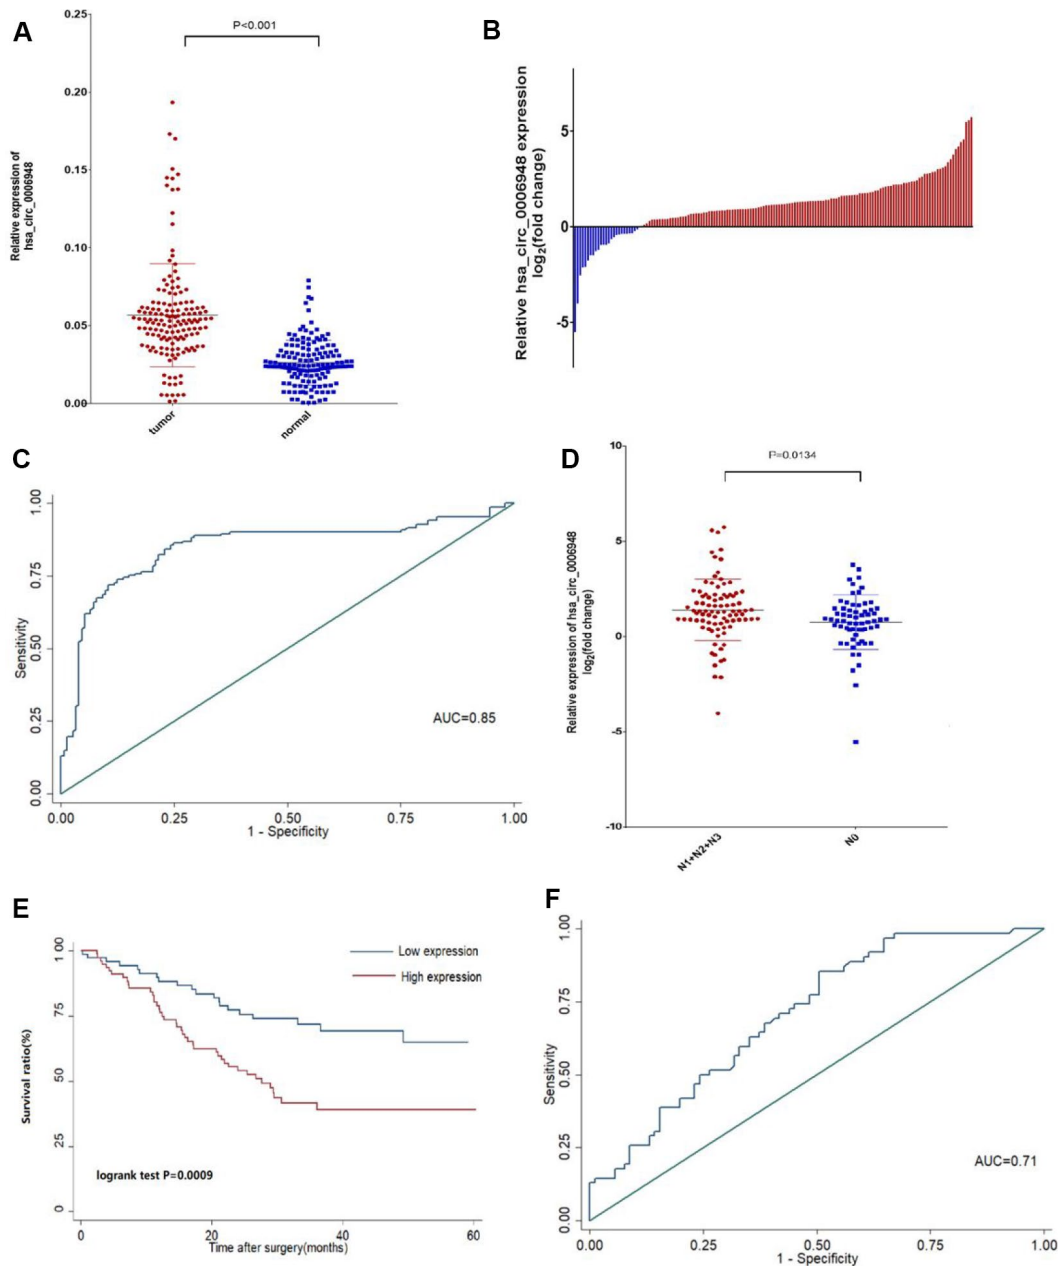 A
P<0.001
Relative expression of
hsa_circ_0006948
0.25
0.20
0.15
0.10
0.05
0.00
tumor
normal
B
Relative hsa_circ_0006948 expression
log2(fold change)
5
0
-5
C
Sensitivity
1.00
0.75
0.50
0.25
0.00
AUC=0.85
0.00 0.25 0.50 0.75 1.00
1 - Specificity
D
P=0.0134
Relative expression of hsa_circ_0006948
log2(fold change)
10
5
0
-5
-10
N1+N2+N3
N0
E
Survival ratio(%)
100
75
50
25
0
Low expression
High expression
logrank test P=0.0009
0 20 40 60
Time after surgery(months)
F
Sensitivity
1.00
0.75
0.50
0.25
0.00
AUC=0.71
0.00 0.25 0.50 0.75 1.00
1 - Specificity